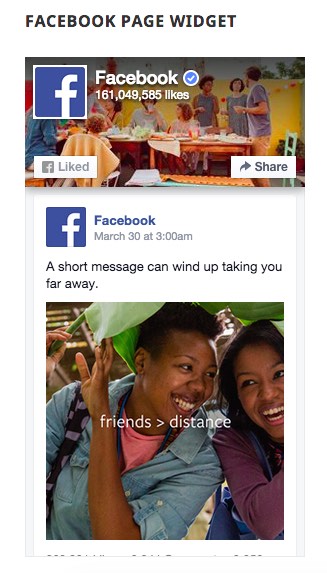 FACEBOOK PAGE WIDGET
Facebook
161,049,585 likes
Liked
Share
Facebook
March 30 at 3:00am
A short message can wind up taking you
far away.
friends > distance